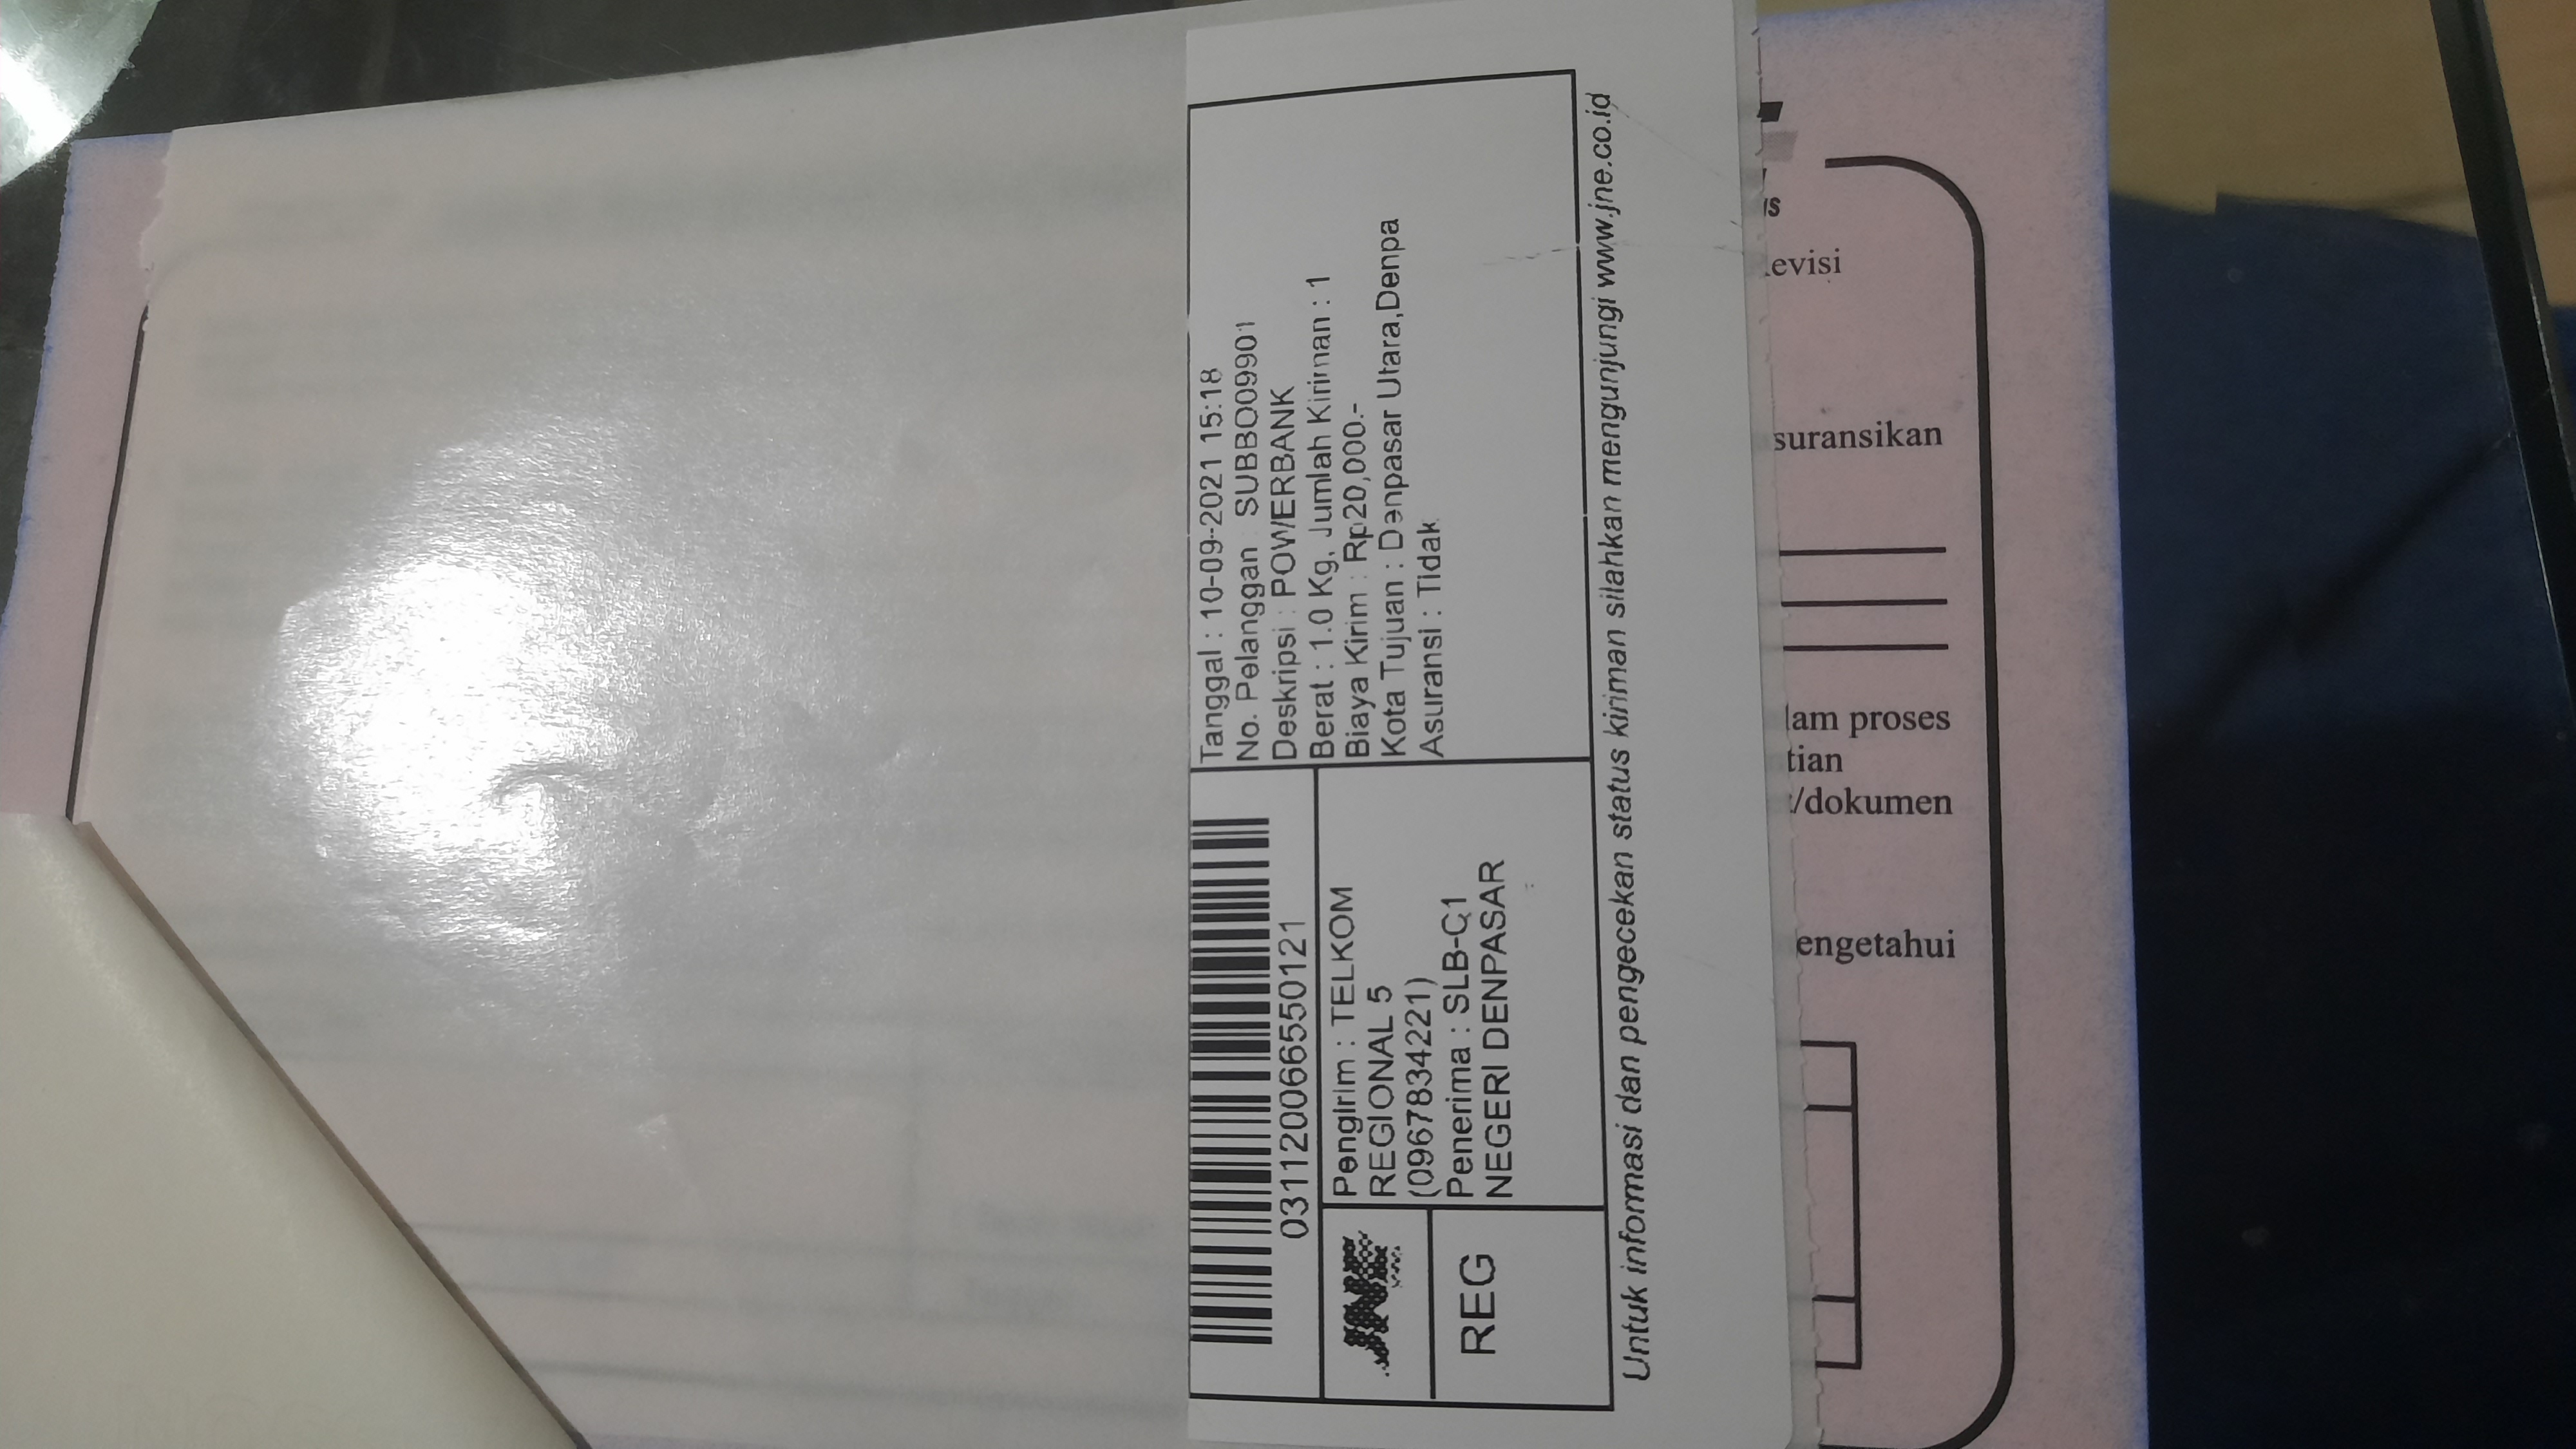 031120066550121
JNE
REG
Pengirim : TELKOM
REGIONAL 5
(0967834221)
Penerima : SLB-C1
NEGERI DENPASAR
Tanggal : 10-09-2021 15:18
No. Pelanggan SUBBO09901
Deskripsi : POWERBANK
Berat : 1.0 Kg, Jumlah Kiriman : 1
Biaya Kirim : Rp20,000.-
Kota Tujuan : Denpasar Utara,Denpa
Asuransi : Tidak
Untuk informasi dan pengecekan status kiriman silahkan mengunjungi www.jne.co.id
is
evisi
suransikan
lam proses
tian
/dokumen
engetahui